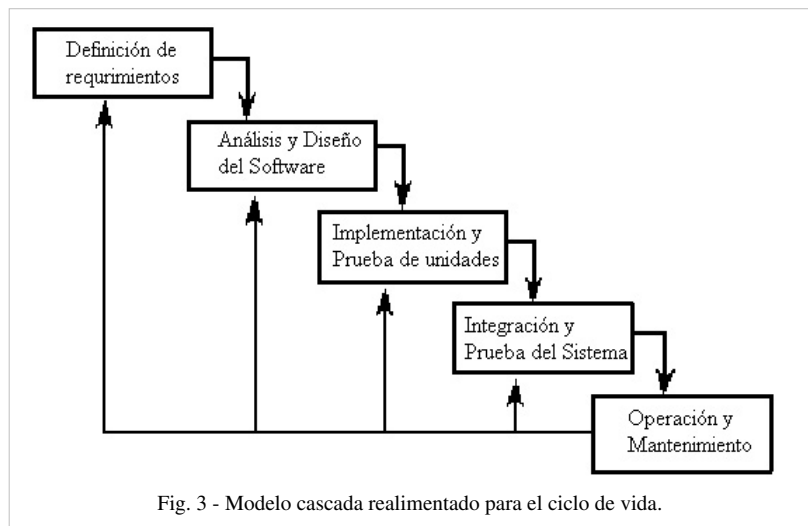 Definición de
requrimientos
Análisis y Diseño
del Software
Implementación y
Prueba de unidades
Integración y
Prueba del Sistema
Operación y
Mantenimiento
Fig. 3 - Modelo cascada realimentado para el ciclo de vida.